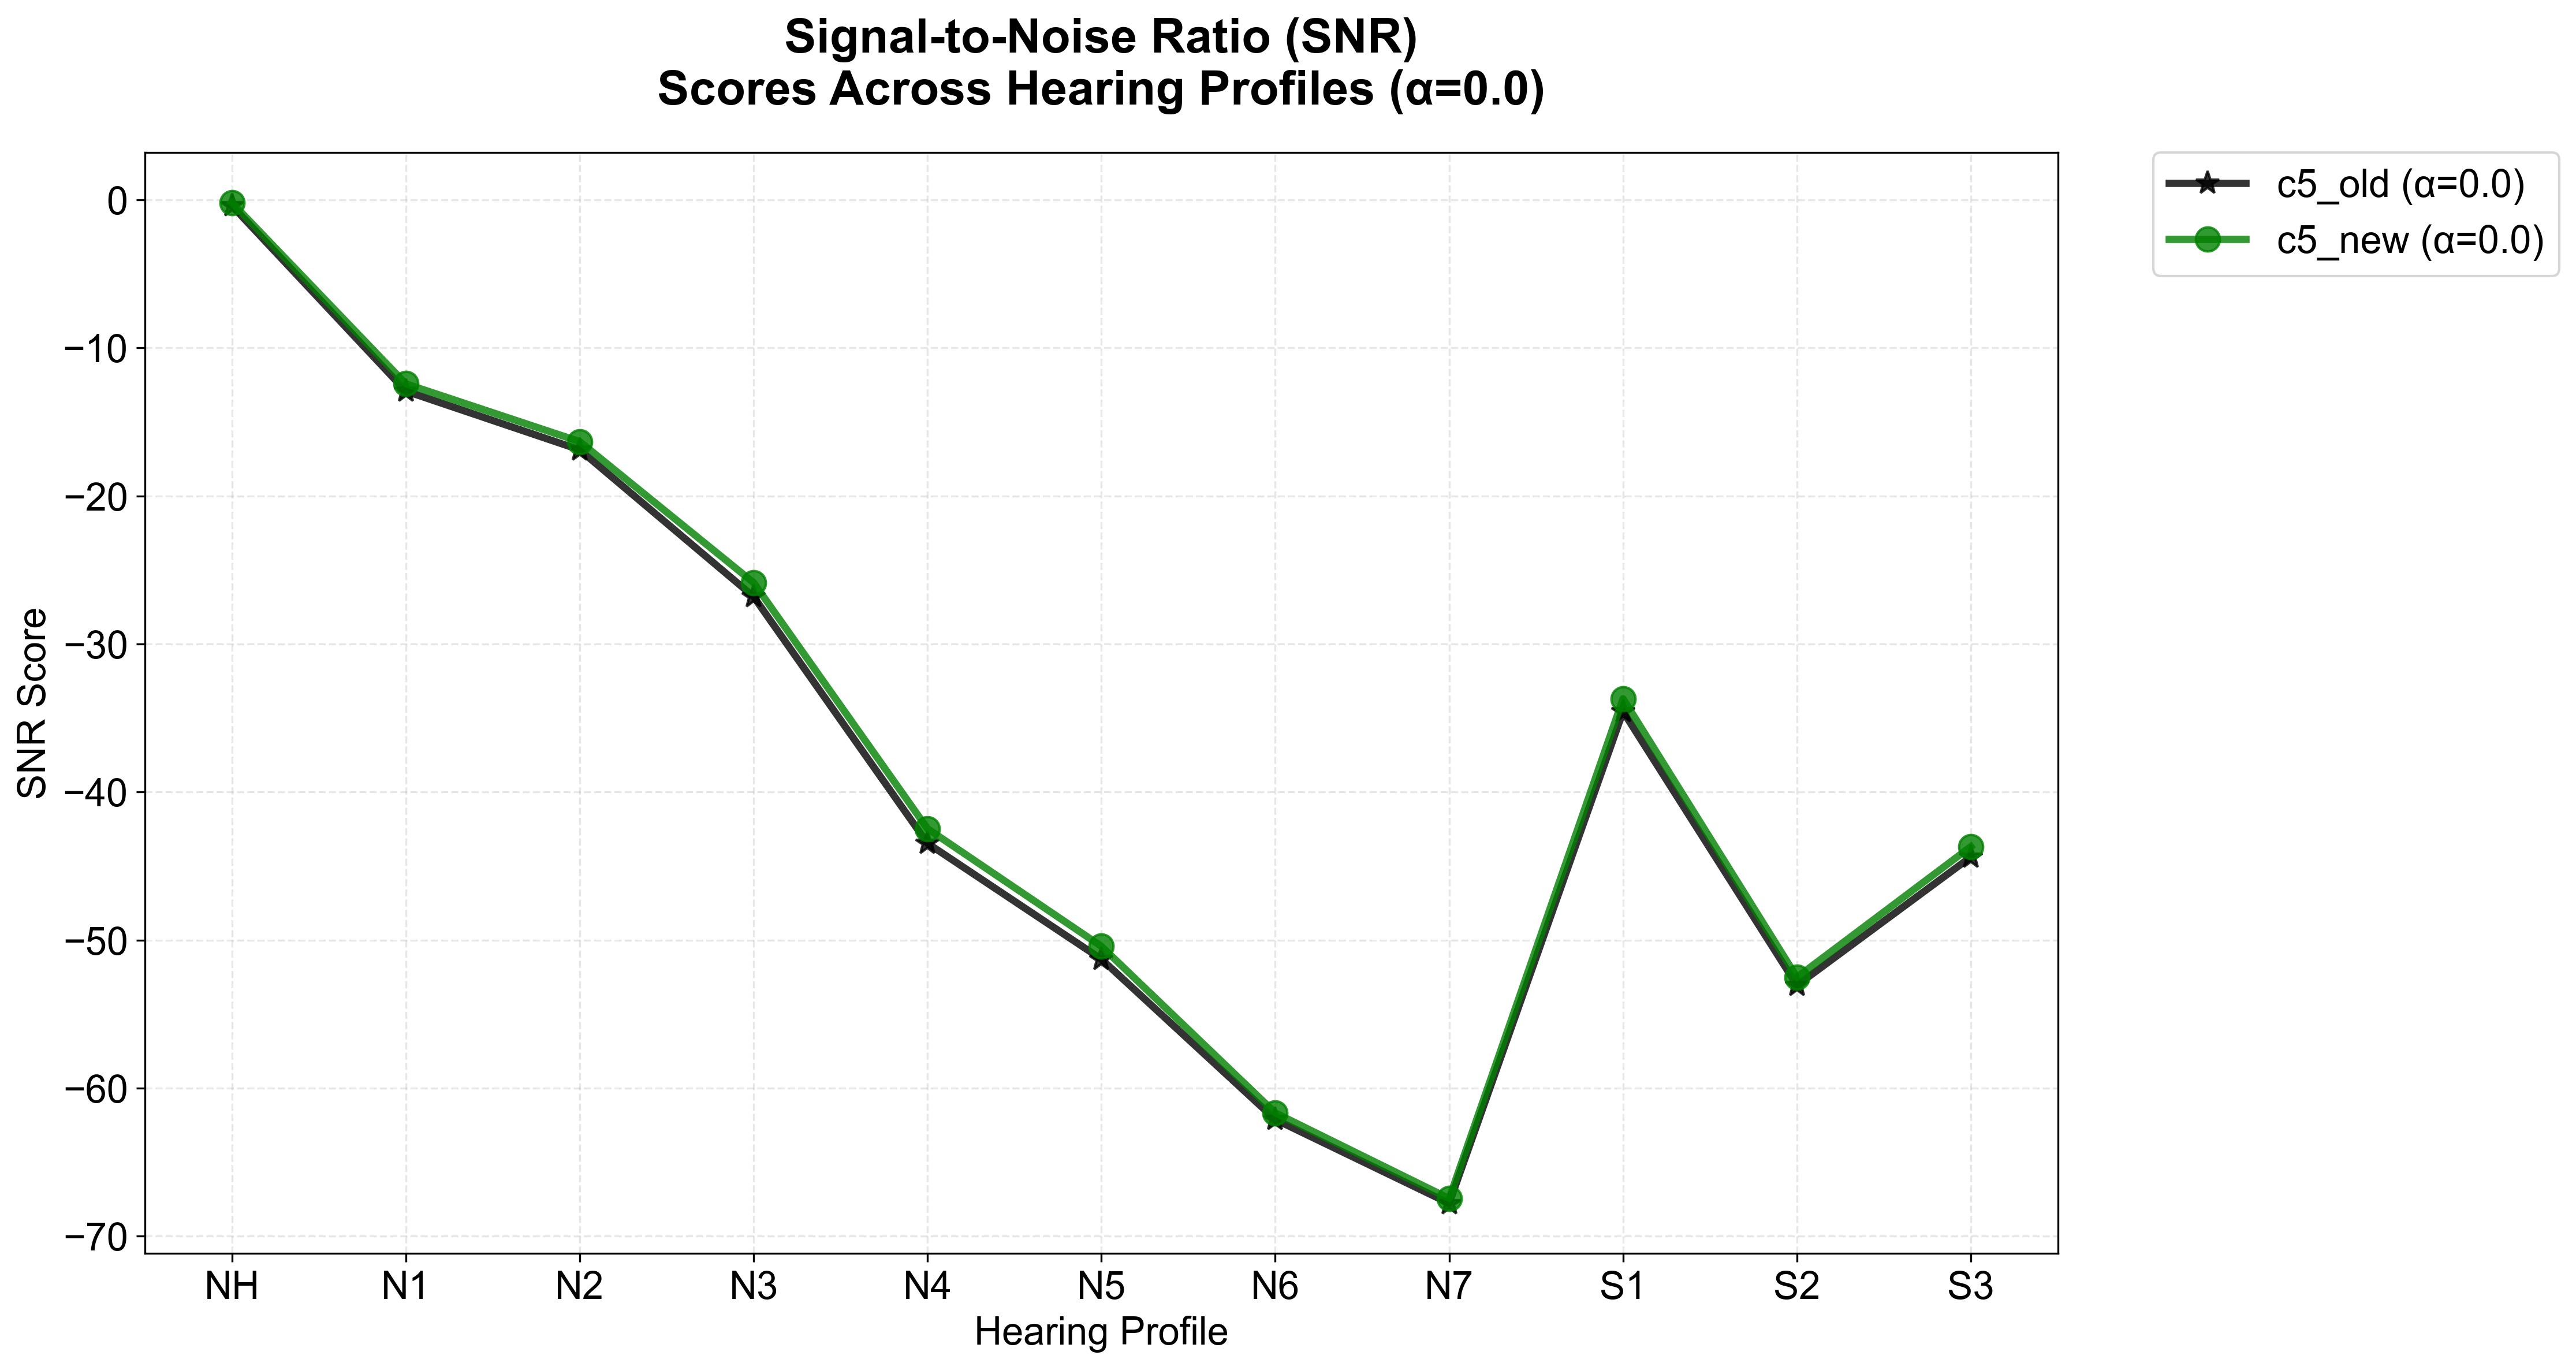 Signal-to-Noise Ratio (SNR)
Scores Across Hearing Profiles (α=0.0)
c5_old (α=0.0)
c5_new (α=0.0)
SNR Score
0
−10
−20
−30
−40
−50
−60
−70
NH N1 N2 N3 N4 N5 N6 N7 S1 S2 S3
Hearing Profile